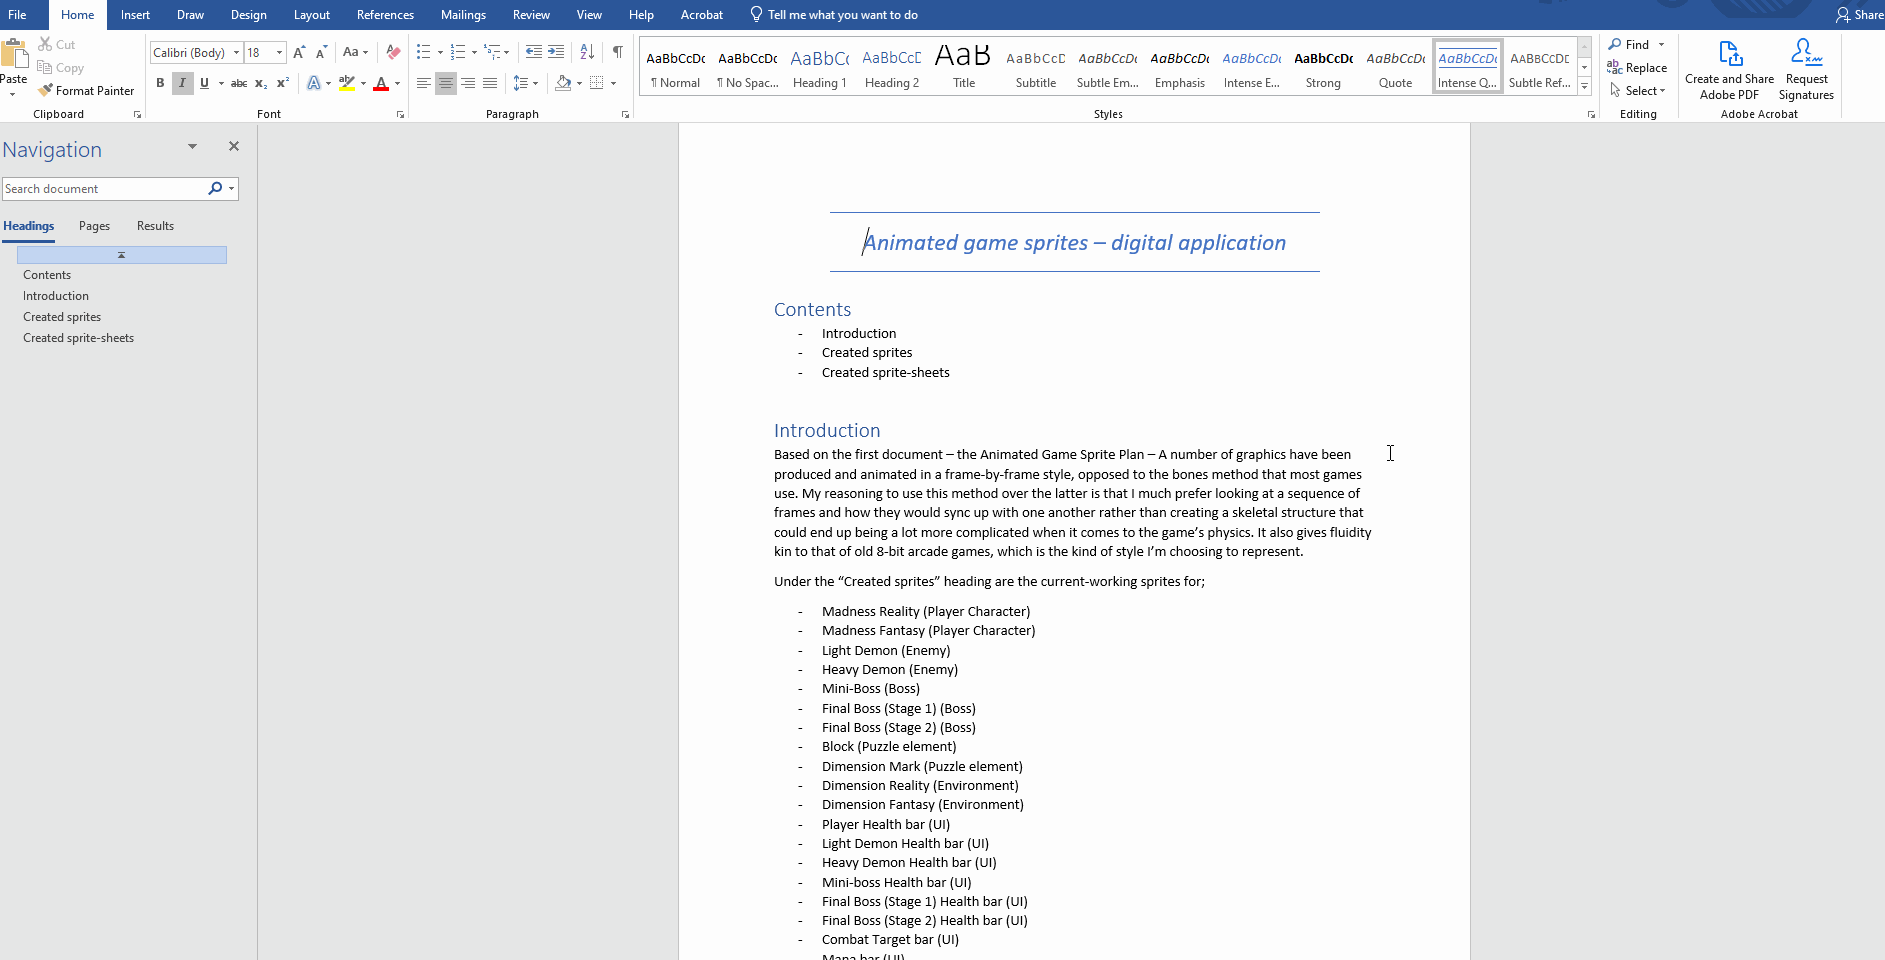 File Home Insert Draw Design Layout References Mailings Review View Help Acrobat Tell me what you want to do Share
Cut
Copy
Paste
Format Painter
Clipboard
Calibri (Body) 18 Aa
B I U abc x₂ x² A ab A
Font
Paragraph
AaBbCcDc AaBbCcDc AaBbC AaBbCcD AaB AaBbCcD AaBbCcDc AaBbCcDc AaBbCcDc AaBbCcDc AaBbCcDc AaBbCcDc AaBbCcDc
¶ Normal ¶ No Spac... Heading 1 Heading 2 Title Subtitle Subtle Em... Emphasis Intense E... Strong Quote Intense Q... Subtle Ref...
Styles
Find
Replace
Select
Editing
Create and Share
Adobe PDF
Request
Signatures
Adobe Acrobat
Navigation
Search document
Headings Pages Results
Contents
Introduction
Created sprites
Created sprite-sheets
Animated game sprites – digital application
Contents
- Introduction
- Created sprites
- Created sprite-sheets
Introduction
Based on the first document – the Animated Game Sprite Plan – A number of graphics have been
produced and animated in a frame-by-frame style, opposed to the bones method that most games
use. My reasoning to use this method over the latter is that I much prefer looking at a sequence of
frames and how they would sync up with one another rather than creating a skeletal structure that
could end up being a lot more complicated when it comes to the game’s physics. It also gives fluidity
kin to that of old 8-bit arcade games, which is the kind of style I’m choosing to represent.
Under the “Created sprites” heading are the current-working sprites for;
- Madness Reality (Player Character)
- Madness Fantasy (Player Character)
- Light Demon (Enemy)
- Heavy Demon (Enemy)
- Mini-Boss (Boss)
- Final Boss (Stage 1) (Boss)
- Final Boss (Stage 2) (Boss)
- Block (Puzzle element)
- Dimension Mark (Puzzle element)
- Dimension Reality (Environment)
- Dimension Fantasy (Environment)
- Player Health bar (UI)
- Light Demon Health bar (UI)
- Heavy Demon Health bar (UI)
- Mini-boss Health bar (UI)
- Final Boss (Stage 1) Health bar (UI)
- Final Boss (Stage 2) Health bar (UI)
- Combat Target bar (UI)
Mana bar (UI)